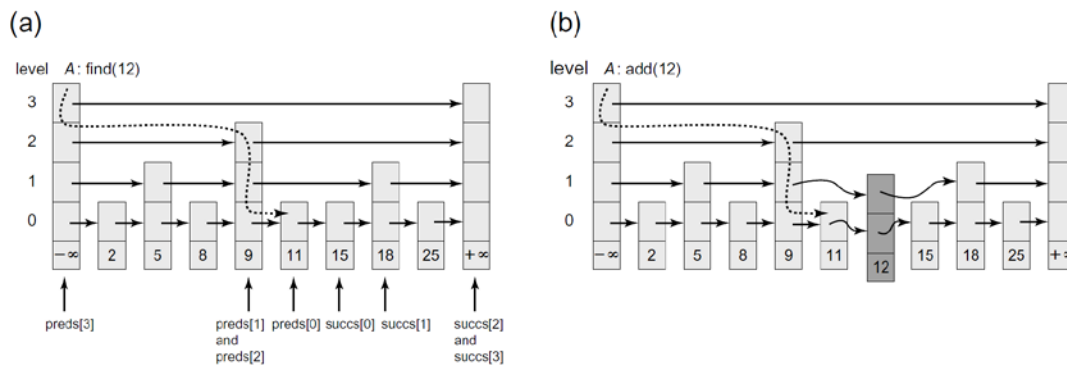 (a)
level A: find(12)
3
2
1
0
−∞ 2 5 8 9 11 15 18 25 +∞
preds[3] preds[1] and preds[2] preds[0] succs[0] succs[1] succs[2] and succs[3]
(b)
level A: add(12)
3
2
1
0
−∞ 2 5 8 9 11 12 15 18 25 +∞